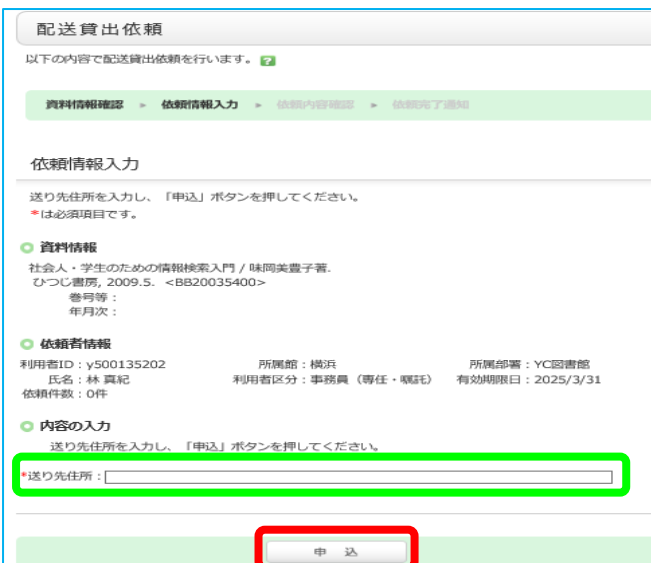 配送貸出依頼
以下の内容で配送貸出依頼を行います。 ?
資料情報確認 ► 依頼情報入力 ► 依頼内容確認 ► 依頼完了通知
依頼情報入力
送り先住所を入力し、「申込」ボタンを押してください。
*は必須項目です。
資料情報
社会人・学生のための情報検索入門 / 味岡美豊子著.
ひつじ書房, 2009.5. <BB20035400>
巻号等：
年月次：
依頼者情報
利用者ID：y500135202 所属館：横浜 所属部署：YC図書館
氏名：林 真紀 利用者区分：事務員（専任・嘱託） 有効期限日：2025/3/31
依頼件数：0件
内容の入力
送り先住所を入力し、「申込」ボタンを押してください。
*送り先住所：
申 込